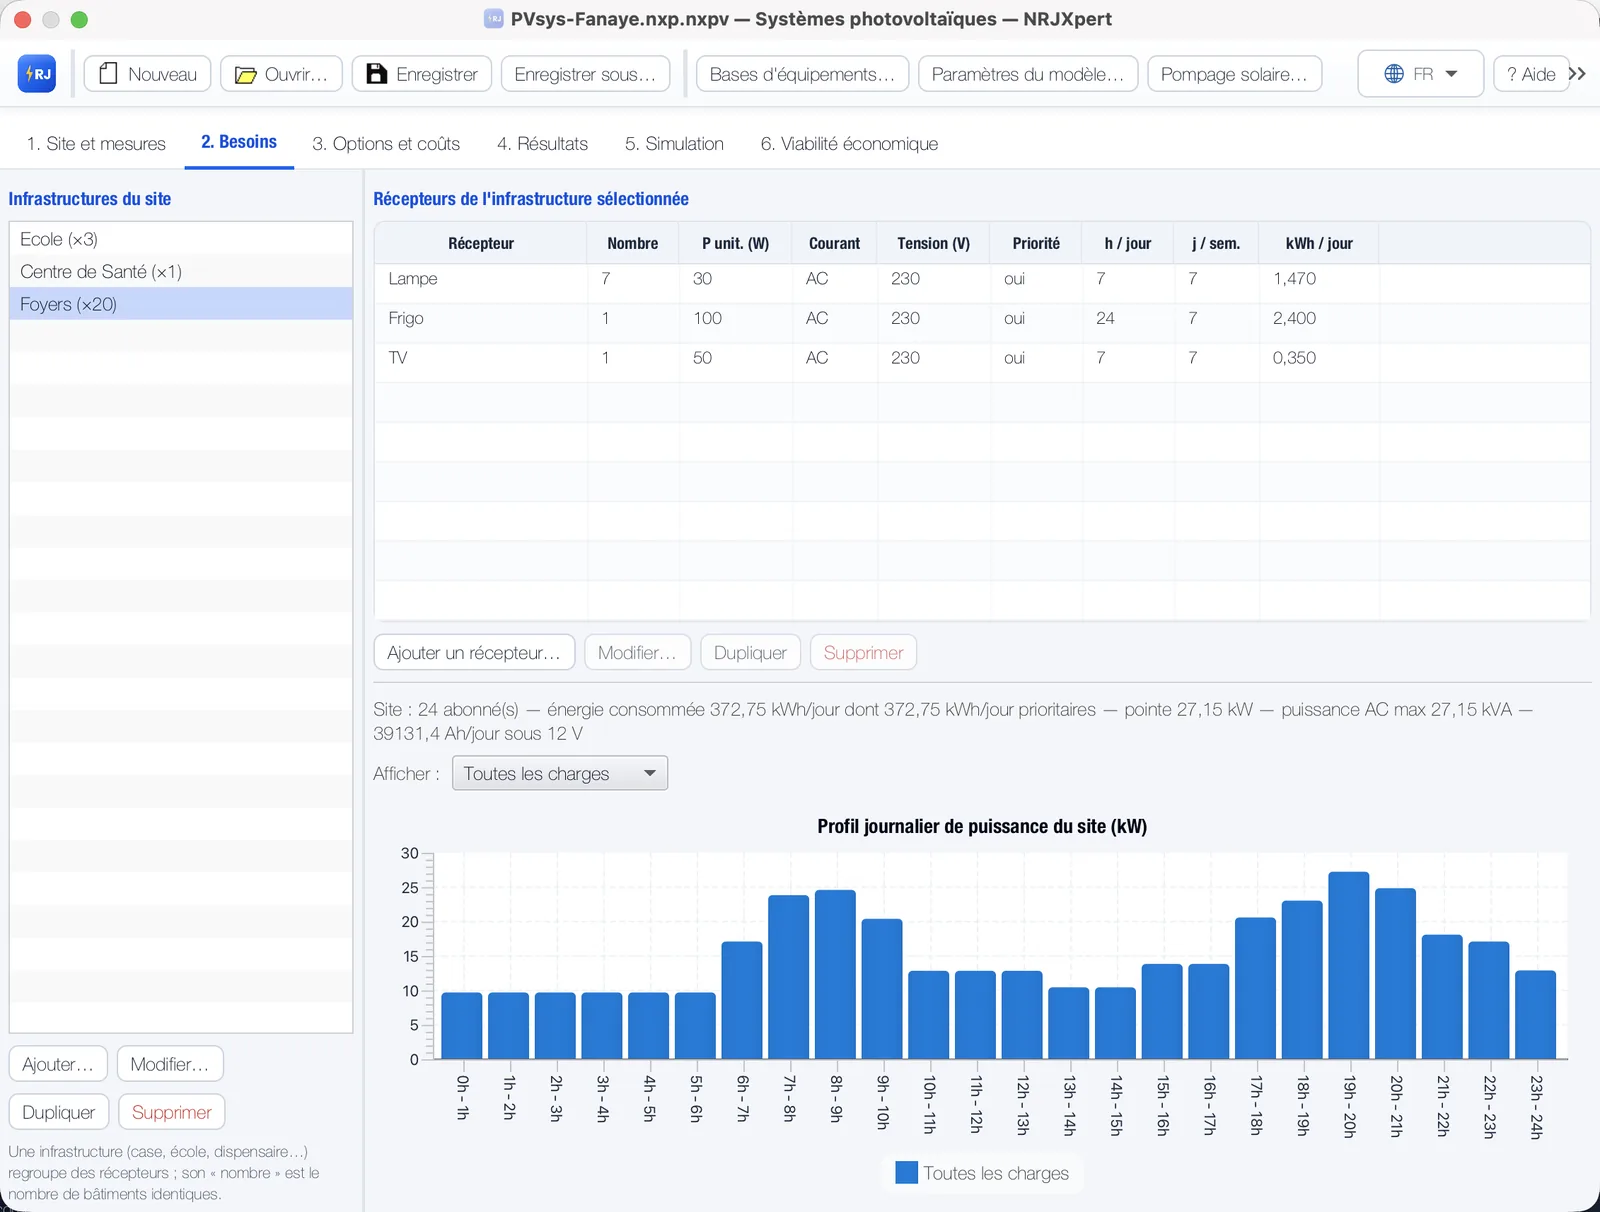 PVsys-Fanaye.nxp.nxpv — Systèmes photovoltaïques — NRJXpert
RJ Nouveau Ouvrir... Enregistrer Enregistrer sous... Bases d'équipements... Paramètres du modèle... Pompage solaire... FR ? Aide »
1. Site et mesures 2. Besoins 3. Options et coûts 4. Résultats 5. Simulation 6. Viabilité économique
Infrastructures du site
Ecole (×3)
Centre de Santé (×1)
Foyers (×20)
Ajouter... Modifier...
Dupliquer Supprimer
Une infrastructure (case, école, dispensaire...)
regroupe des récepteurs ; son « nombre » est le
nombre de bâtiments identiques.
Récepteurs de l'infrastructure sélectionnée
Récepteur Nombre P unit. (W) Courant Tension (V) Priorité h / jour j / sem. kWh / jour
Lampe 7 30 AC 230 oui 7 7 1,470
Frigo 1 100 AC 230 oui 24 7 2,400
TV 1 50 AC 230 oui 7 7 0,350
Ajouter un récepteur... Modifier... Dupliquer Supprimer
Site : 24 abonné(s) — énergie consommée 372,75 kWh/jour dont 372,75 kWh/jour prioritaires — pointe 27,15 kW — puissance AC max 27,15 kVA —
39131,4 Ah/jour sous 12 V
Afficher : Toutes les charges
Profil journalier de puissance du site (kW)
30
25
20
15
10
5
0
0h - 1h 1h - 2h 2h - 3h 3h - 4h 4h - 5h 5h - 6h 6h - 7h 7h - 8h 8h - 9h 9h - 10h 10h - 11h 11h - 12h 12h - 13h 13h - 14h 14h - 15h 15h - 16h 16h - 17h 17h - 18h 18h - 19h 19h - 20h 20h - 21h 21h - 22h 22h - 23h 23h - 24h
Toutes les charges